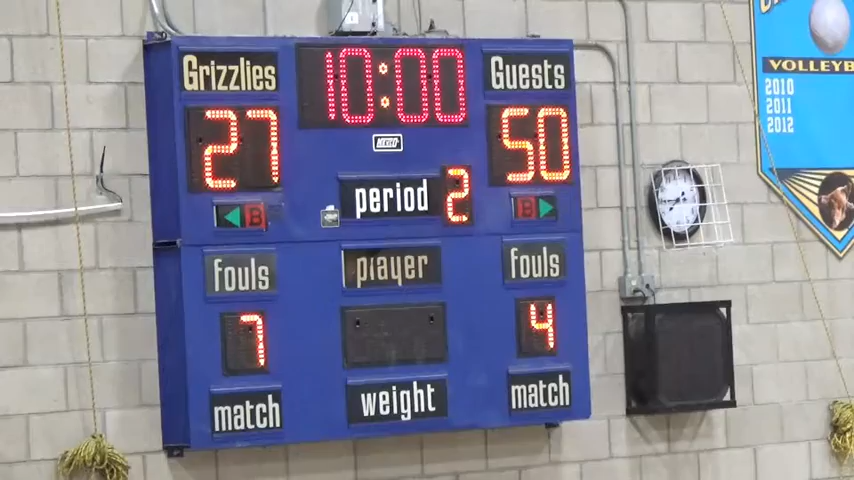 Grizzlies
10:00
Guests
27
50
period 2
B
B
fouls
player
fouls
7
4
match
weight
match
VOLLEYB
2010
2011
2012